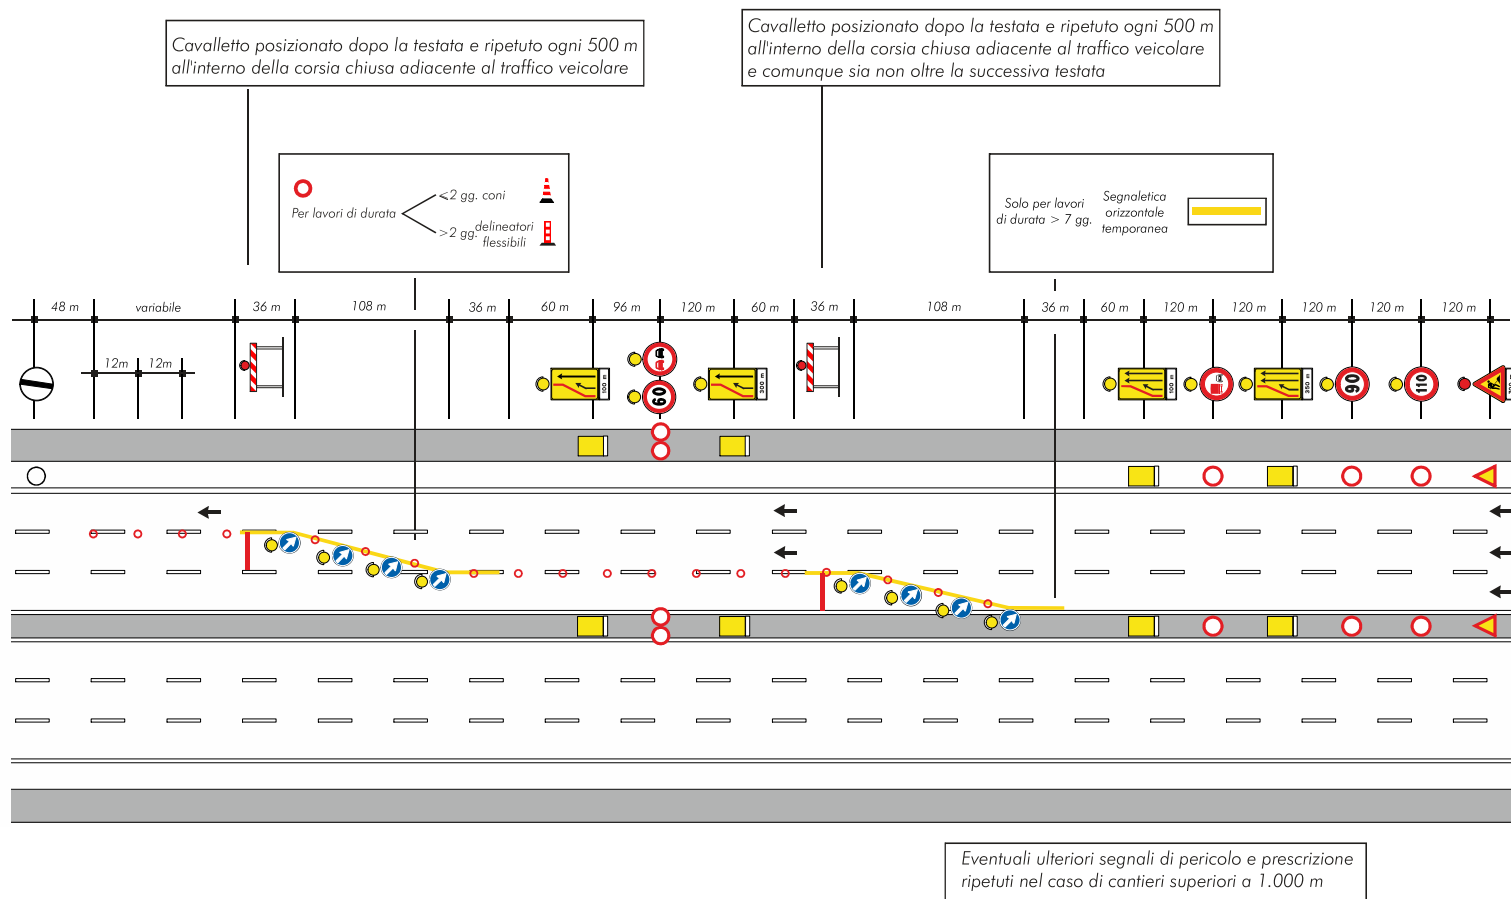 Cavalletto posizionato dopo la testata e ripetuto ogni 500 m
all'interno della corsia chiusa adiacente al traffico veicolare
Cavalletto posizionato dopo la testata e ripetuto ogni 500 m
all'interno della corsia chiusa adiacente al traffico veicolare
e comunque sia non oltre la successiva testata
Per lavori di durata
<2 gg. coni
>2 gg. delineatori
flessibili
Solo per lavori
di durata > 7 gg.
Segnaletica
orizzontale
temporanea
48 m
variabile
36 m
108 m
36 m
60 m
96 m
120 m
60 m
36 m
108 m
36 m
60 m
120 m
120 m
120 m
120 m
120 m
12m
12m
100 m
60
300 m
100 m
350 m
90
110
Eventuali ulteriori segnali di pericolo e prescrizione
ripetuti nel caso di cantieri superiori a 1.000 m